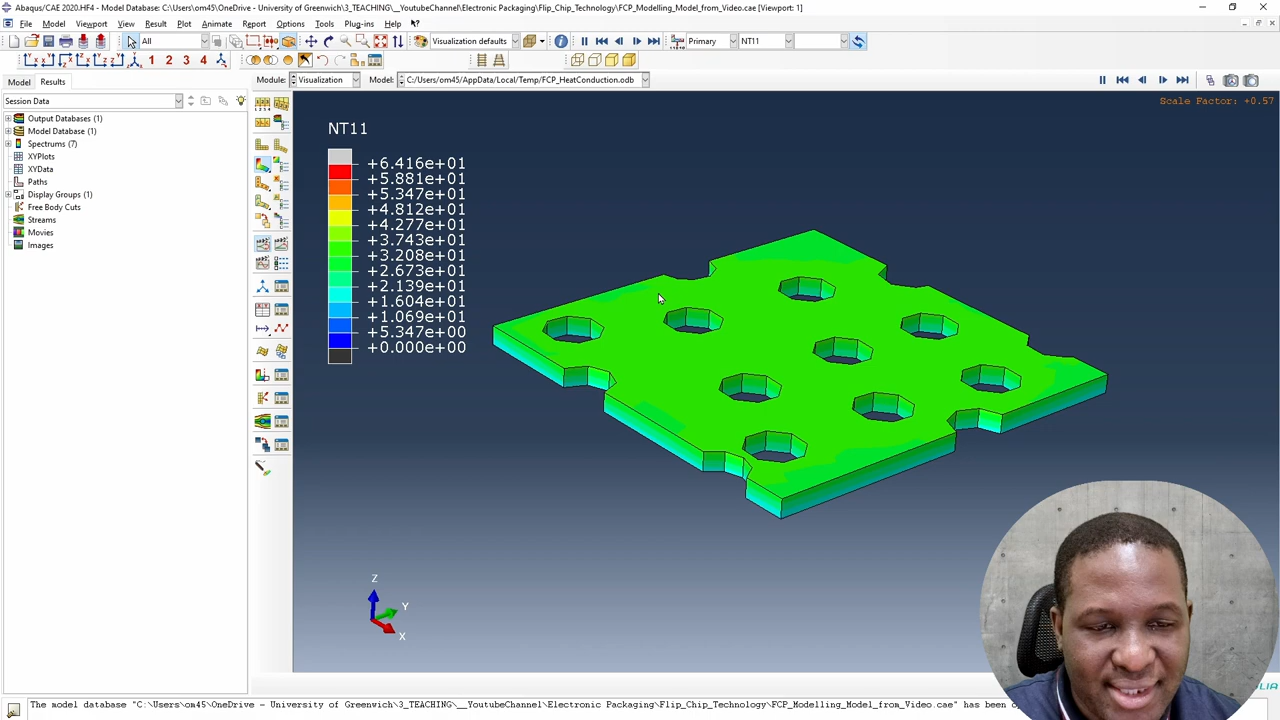 Abaqus/CAE 2020.HF4 - Model Database: C:\Users\om45\OneDrive - University of Greenwich\3_TEACHING\__YoutubeChannel\Electronic Packaging\Flip_Chip_Technology\FCP_Modelling_Model_from_Video.cae [Viewport: 1]
File Model Viewport View Result Plot Animate Report Options Tools Plug-ins Help
All
1 2 3 4
Visualization defaults
Primary
NT11
Model Results
Module: Visualization
Model: C:/Users/om45/AppData/Local/Temp/FCP_HeatConduction.odb
Session Data
Scale Factor: +0.57
Output Databases (1)
Model Database (1)
Spectrums (7)
XYPlots
XYData
Paths
Display Groups (1)
Free Body Cuts
Streams
Movies
Images
NT11
+6.416e+01
+5.881e+01
+5.347e+01
+4.812e+01
+4.277e+01
+3.743e+01
+3.208e+01
+2.673e+01
+2.139e+01
+1.604e+01
+1.069e+01
+5.347e+00
+0.000e+00
Z
Y
X
The model database "C:\Users\om45\OneDrive - University of Greenwich\3_TEACHING\__YoutubeChannel\Electronic Packaging\Flip_Chip_Technology\FCP_Modelling_Model_from_Video.cae" has been